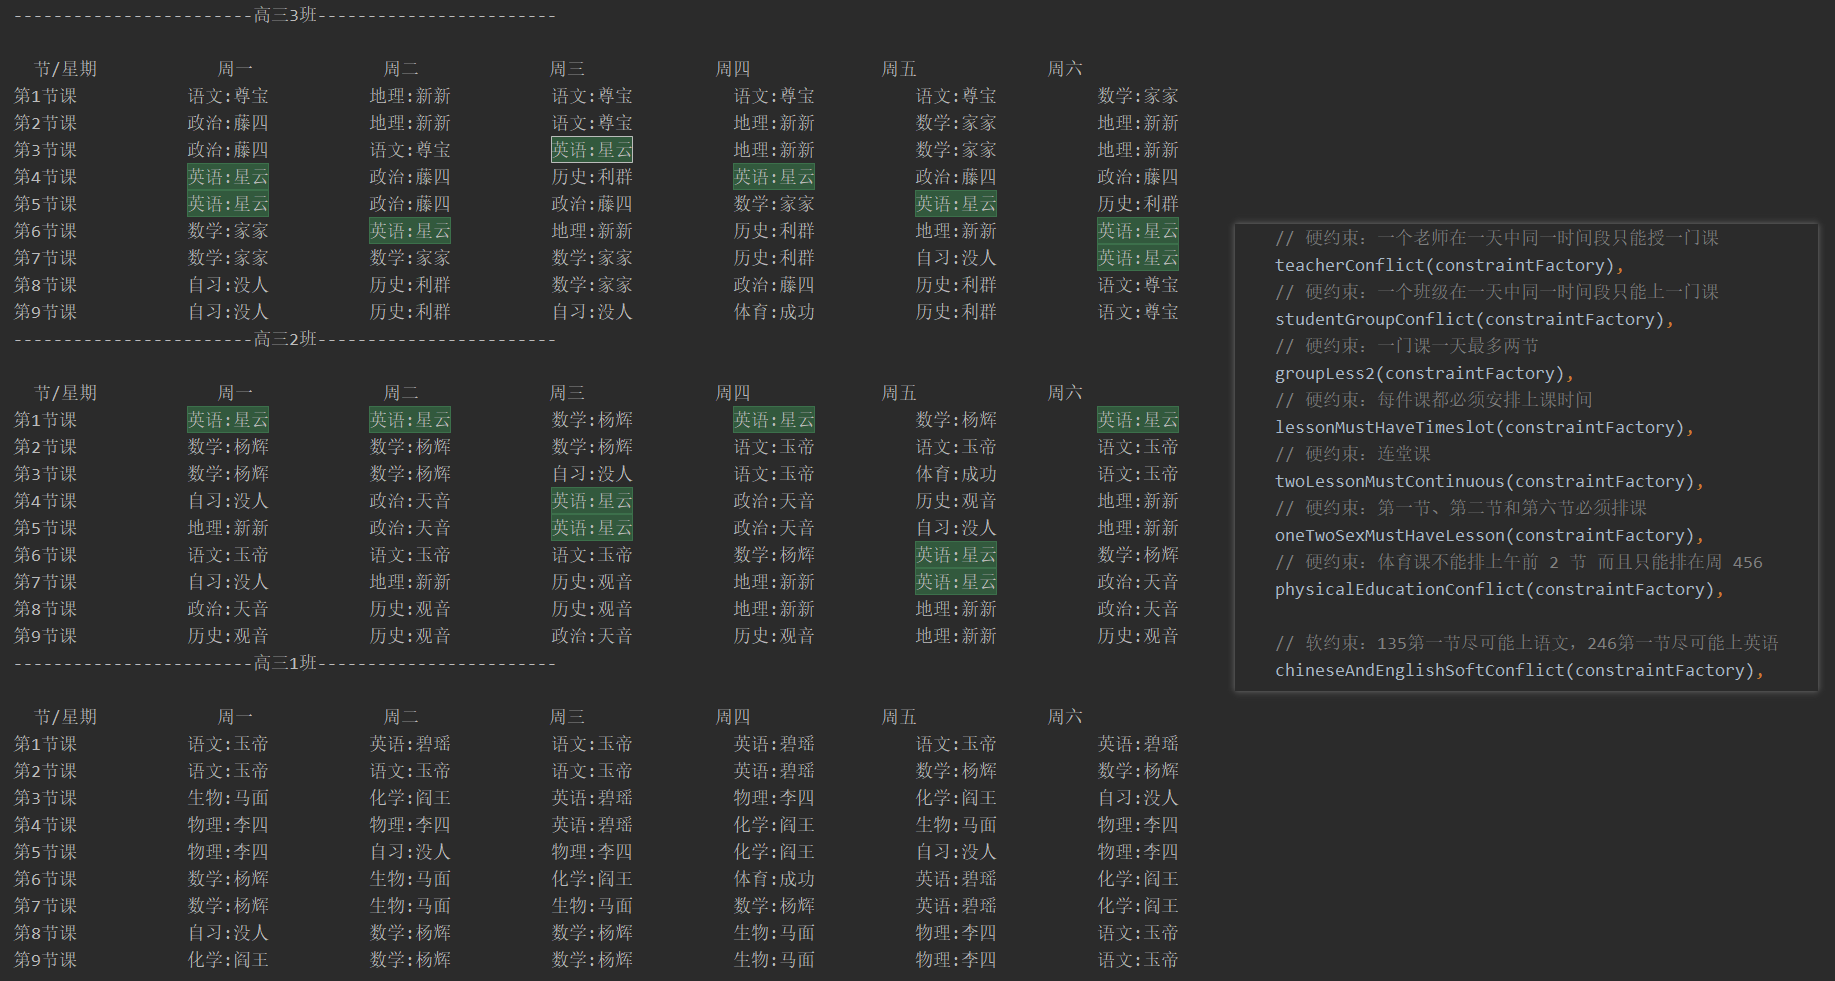 ------------------------高三3班------------------------
节/星期 周一 周二 周三 周四 周五 周六
第1节课 语文:尊宝 地理:新新 语文:尊宝 语文:尊宝 语文:尊宝 数学:家家
第2节课 政治:藤四 地理:新新 语文:尊宝 地理:新新 数学:家家 地理:新新
第3节课 政治:藤四 语文:尊宝 英语:星云 地理:新新 数学:家家 地理:新新
第4节课 英语:星云 政治:藤四 历史:利群 英语:星云 政治:藤四 政治:藤四
第5节课 英语:星云 政治:藤四 政治:藤四 数学:家家 英语:星云 历史:利群
第6节课 数学:家家 英语:星云 地理:新新 历史:利群 地理:新新 英语:星云
第7节课 数学:家家 数学:家家 数学:家家 历史:利群 自习:没人 英语:星云
第8节课 自习:没人 历史:利群 数学:家家 政治:藤四 历史:利群 语文:尊宝
第9节课 自习:没人 历史:利群 自习:没人 体育:成功 历史:利群 语文:尊宝
------------------------高三2班------------------------
节/星期 周一 周二 周三 周四 周五 周六
第1节课 英语:星云 英语:星云 数学:杨辉 英语:星云 数学:杨辉 英语:星云
第2节课 数学:杨辉 数学:杨辉 数学:杨辉 语文:玉帝 语文:玉帝 语文:玉帝
第3节课 数学:杨辉 数学:杨辉 自习:没人 语文:玉帝 体育:成功 语文:玉帝
第4节课 自习:没人 政治:天音 英语:星云 政治:天音 历史:观音 地理:新新
第5节课 地理:新新 政治:天音 英语:星云 政治:天音 自习:没人 地理:新新
第6节课 语文:玉帝 语文:玉帝 语文:玉帝 数学:杨辉 英语:星云 数学:杨辉
第7节课 自习:没人 地理:新新 历史:观音 地理:新新 英语:星云 政治:天音
第8节课 政治:天音 历史:观音 历史:观音 地理:新新 地理:新新 政治:天音
第9节课 历史:观音 历史:观音 政治:天音 历史:观音 地理:新新 历史:观音
------------------------高三1班------------------------
节/星期 周一 周二 周三 周四 周五 周六
第1节课 语文:玉帝 英语:碧瑶 语文:玉帝 英语:碧瑶 语文:玉帝 英语:碧瑶
第2节课 语文:玉帝 语文:玉帝 语文:玉帝 英语:碧瑶 数学:杨辉 数学:杨辉
第3节课 生物:马面 化学:阎王 英语:碧瑶 物理:李四 化学:阎王 自习:没人
第4节课 物理:李四 物理:李四 英语:碧瑶 化学:阎王 生物:马面 物理:李四
第5节课 物理:李四 自习:没人 物理:李四 化学:阎王 自习:没人 物理:李四
第6节课 数学:杨辉 生物:马面 化学:阎王 体育:成功 英语:碧瑶 化学:阎王
第7节课 数学:杨辉 生物:马面 生物:马面 数学:杨辉 英语:碧瑶 化学:阎王
第8节课 自习:没人 数学:杨辉 数学:杨辉 生物:马面 物理:李四 语文:玉帝
第9节课 化学:阎王 数学:杨辉 数学:杨辉 生物:马面 物理:李四 语文:玉帝
// 硬约束: 一个老师在一天中同一时间段只能授一门课
teacherConflict(constraintFactory),
// 硬约束: 一个班级在一天中同一时间段只能上一门课
studentGroupConflict(constraintFactory),
// 硬约束: 一门课一天最多两节
groupLess2(constraintFactory),
// 硬约束: 每件课都必须安排上课时间
lessonMustHaveTimeslot(constraintFactory),
// 硬约束: 连堂课
twoLessonMustContinuous(constraintFactory),
// 硬约束: 第一节、第二节和第六节必须排课
oneTwoSexMustHaveLesson(constraintFactory),
// 硬约束: 体育课不能排上午前 2 节 而且只能排在周 456
physicalEducationConflict(constraintFactory),
// 软约束: 135第一节尽可能上语文, 246第一节尽可能上英语
chineseAndEnglishSoftConflict(constraintFactory),